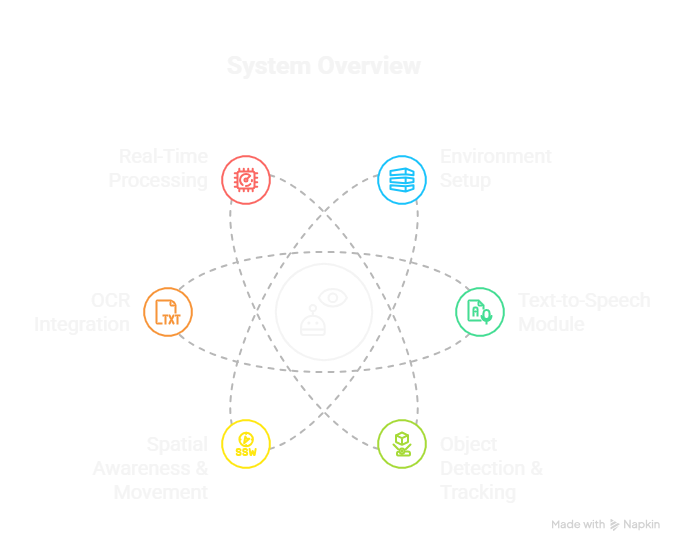 System Overview
Real-Time
Processing
Environment
Setup
OCR
Integration
TXT
A
Text-to-Speech
Module
Spatial
Awareness &
Movement
SSW
Object
Detection &
Tracking
Made with Napkin